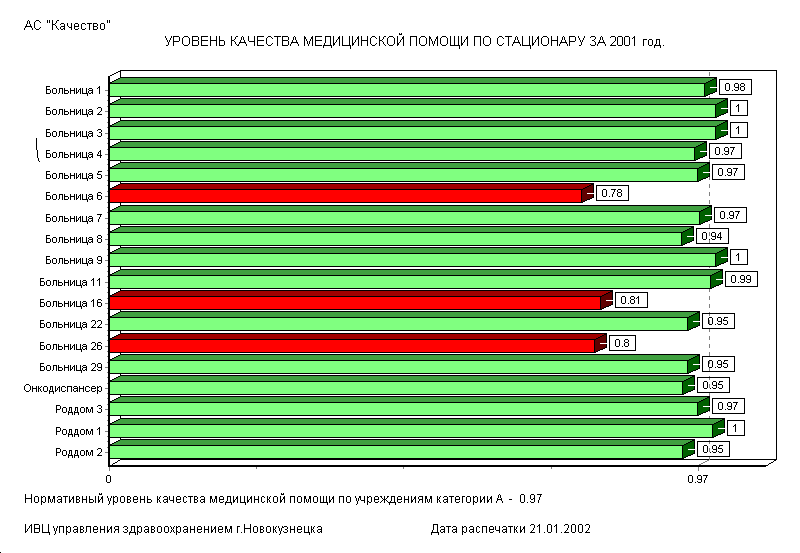 АС "Качество"
УРОВЕНЬ КАЧЕСТВА МЕДИЦИНСКОЙ ПОМОЩИ ПО СТАЦИОНАРУ ЗА 2001 год.
Больница 1 0.98
Больница 2 1
Больница 3 1
Больница 4 0.97
Больница 5 0.97
Больница 6 0.78
Больница 7 0.97
Больница 8 0.94
Больница 9 1
Больница 11 0.99
Больница 16 0.81
Больница 22 0.95
Больница 26 0.8
Больница 29 0.95
Онкодиспансер 0.95
Роддом 3 0.97
Роддом 1 1
Роддом 2 0.95
0 0.97
Нормативный уровень качества медицинской помощи по учреждениям категории А - 0.97
ИВЦ управления здравоохранением г.Новокузнецка Дата распечатки 21.01.2002